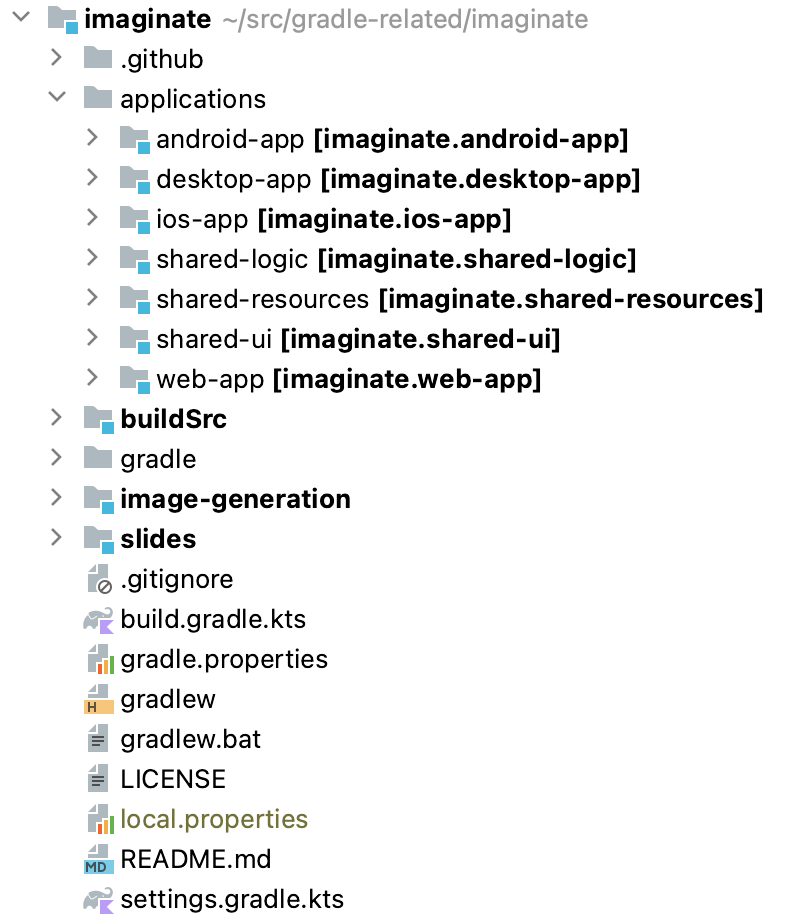 imaginate ~/src/gradle-related/imaginate
.github
applications
android-app [imaginate.android-app]
desktop-app [imaginate.desktop-app]
ios-app [imaginate.ios-app]
shared-logic [imaginate.shared-logic]
shared-resources [imaginate.shared-resources]
shared-ui [imaginate.shared-ui]
web-app [imaginate.web-app]
buildSrc
gradle
image-generation
slides
.gitignore
build.gradle.kts
gradle.properties
H gradlew
gradlew.bat
LICENSE
local.properties
MD README.md
settings.gradle.kts